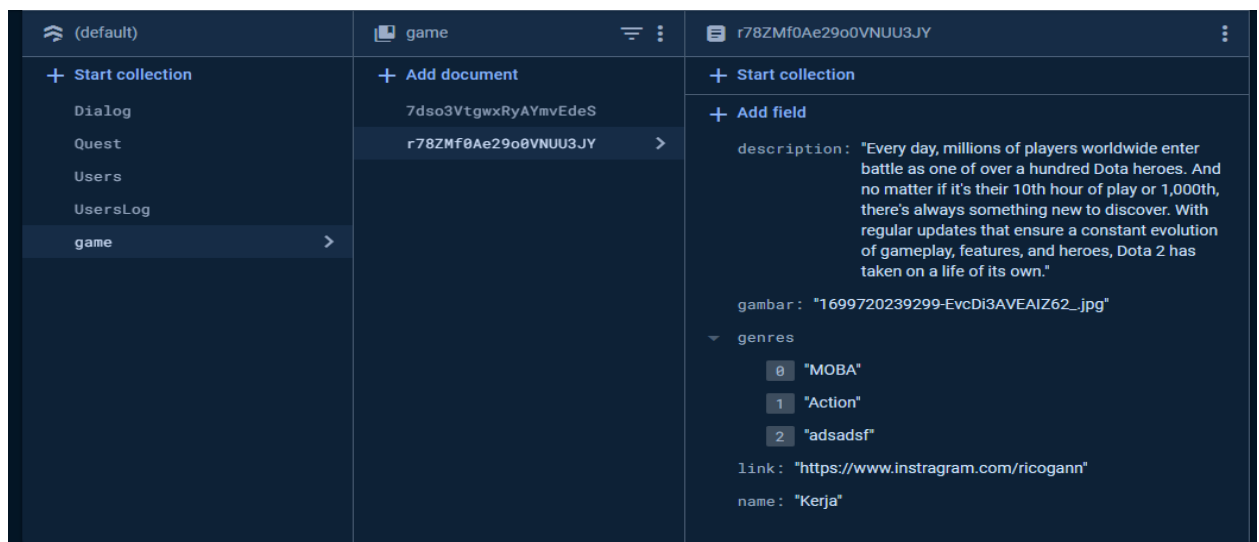 (default)
+ Start collection
Dialog
Quest
Users
UsersLog
game
game
+ Add document
7dso3VtgwxRyAYmvEdeS
r78ZMf0Ae29o0VNUU3JY
r78ZMf0Ae29o0VNUU3JY
+ Start collection
+ Add field
description: "Every day, millions of players worldwide enter
battle as one of over a hundred Dota heroes. And
no matter if it's their 10th hour of play or 1,000th,
there's always something new to discover. With
regular updates that ensure a constant evolution
of gameplay, features, and heroes, Dota 2 has
taken on a life of its own."
gambar: "1699720239299-EvcDi3AVEAIZ62_.jpg"
genres
0 "MOBA"
1 "Action"
2 "adsadsf"
link: "https://www.instragram.com/ricogann"
name: "Kerja"